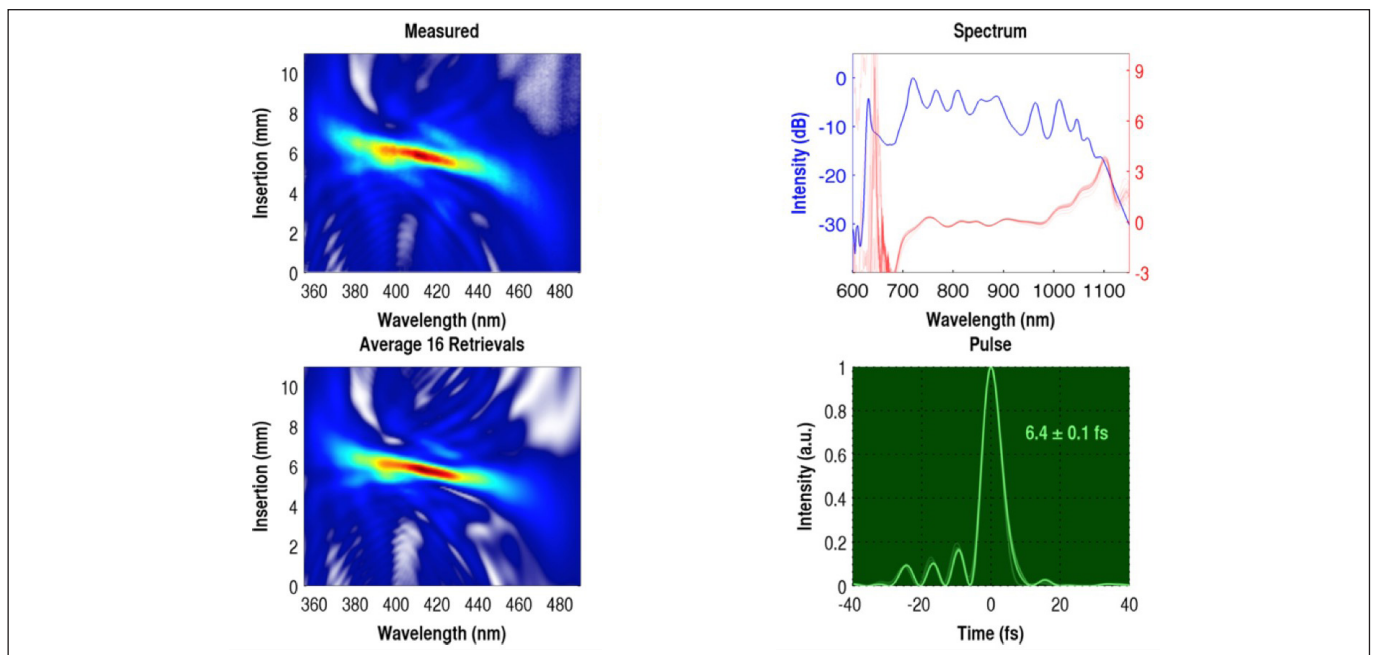 Measured
Insertion (mm)
10
8
6
4
2
0
360 380 400 420 440 460 480
Wavelength (nm)
Spectrum
Intensity (dB)
0
-10
-20
-30
9
6
3
0
-3
600 700 800 900 1000 1100
Wavelength (nm)
Average 16 Retrievals
Insertion (mm)
10
8
6
4
2
0
360 380 400 420 440 460 480
Wavelength (nm)
Pulse
Intensity (a.u.)
1
0.8
0.6
0.4
0.2
0
6.4 ± 0.1 fs
-40 -20 0 20 40
Time (fs)